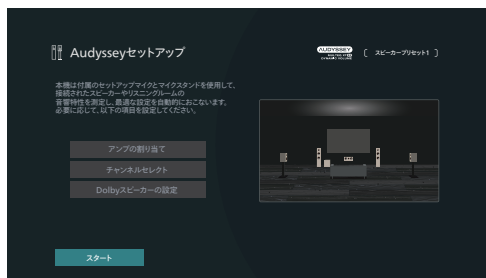 Audysseyセットアップ
AUDYSSEY
MULTEQ XT32
DYNAMIC VOLUME
[ スピーカープリセット1 ]
本機は付属のセットアップマイクとマイクスタンドを使用して、
接続されたスピーカーやリスニングルームの
音響特性を測定し、最適な設定を自動的におこないます。
必要に応じて、以下の項目を設定してください。
アンプの割り当て
チャンネルセレクト
Dolbyスピーカーの設定
スタート